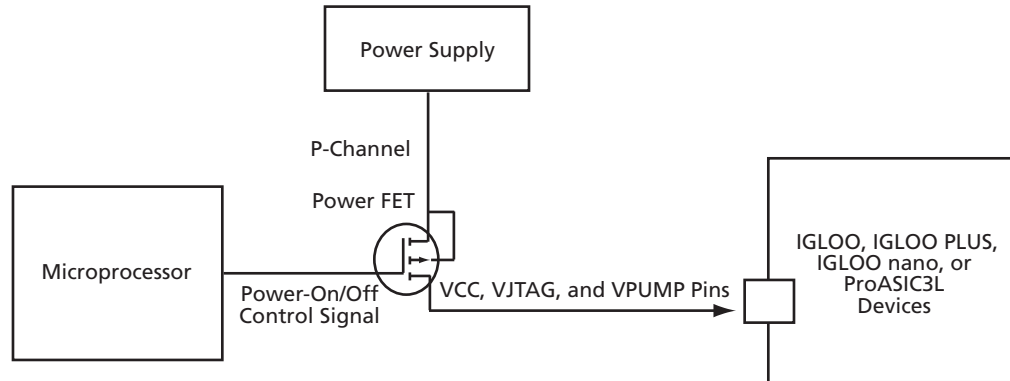 Power Supply
P-Channel
Power FET
Microprocessor
Power-On/Off
Control Signal
VCC, VJTAG, and VPUMP Pins
IGLOO, IGLOO PLUS,
IGLOO nano, or
ProASIC3L
Devices